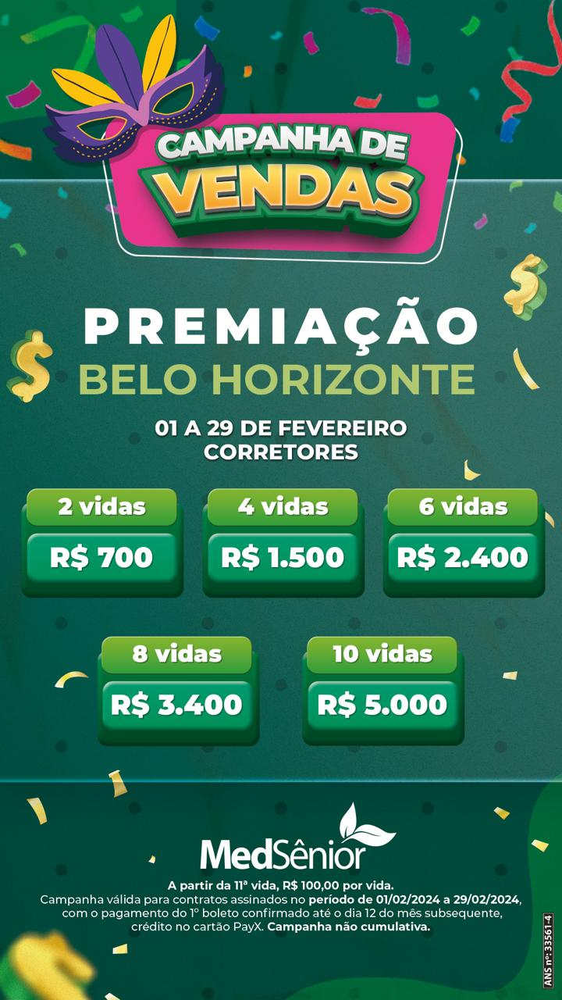 CAMPANHA DE
VENDAS
PREMIAÇÃO
BELO HORIZONTE
01 A 29 DE FEVEREIRO
CORRETORES
2 vidas
R$ 700
4 vidas
R$ 1.500
6 vidas
R$ 2.400
8 vidas
R$ 3.400
10 vidas
R$ 5.000
MedSênior
A partir da 11ª vida, R$ 100,00 por vida.
Campanha válida para contratos assinados no período de 01/02/2024 a 29/02/2024,
com o pagamento do 1º boleto confirmado até o dia 12 do mês subsequente,
crédito no cartão PayX. Campanha não cumulativa.
ANS nº: 33561-4